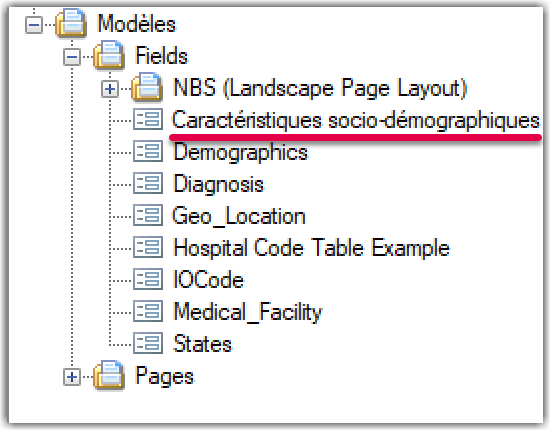 Modèles
Fields
NBS (Landscape Page Layout)
Caractéristiques socio-démographiques
Demographics
Diagnosis
Geo_Location
Hospital Code Table Example
IOCode
Medical_Facility
States
Pages